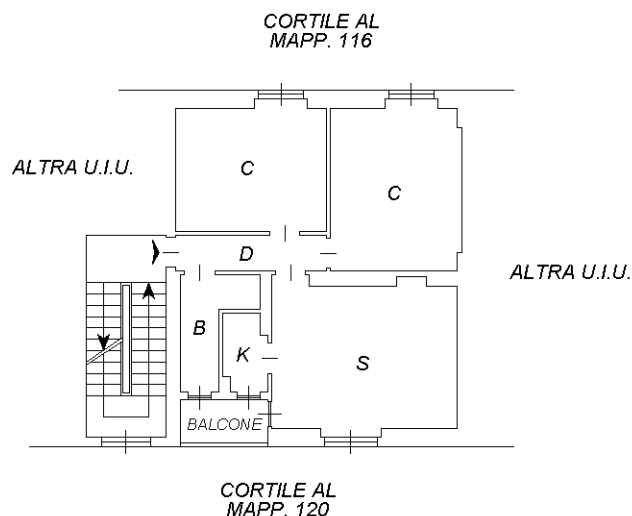 CORTILE AL
MAPP. 116
ALTRA U.I.U.
C
C
D
ALTRA U.I.U.
B
K
S
BALCONE
CORTILE AL
MAPP. 120